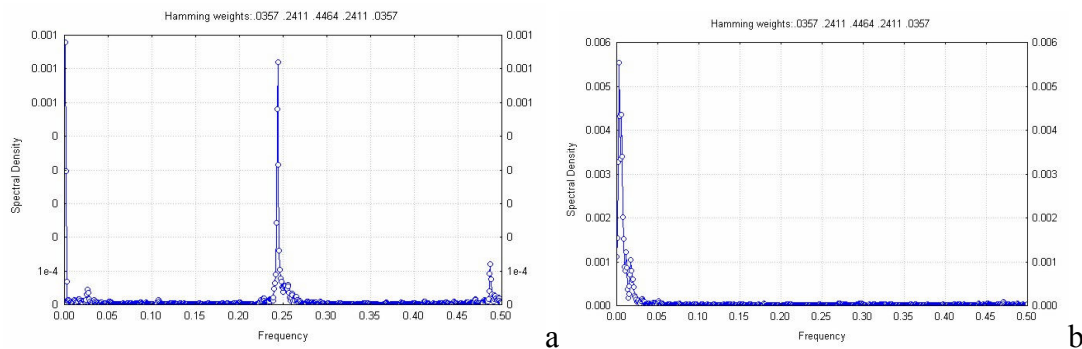 Hamming weights:.0357 .2411 .4464 .2411 .0357
0.001 0.001
0.001 0.001
0.001 0.001
0 0
0 0
0 0
0 0
1e-4 1e-4
0 0
0.00 0.05 0.10 0.15 0.20 0.25 0.30 0.35 0.40 0.45 0.50
Frequency
Spectral Density
a
Hamming weights:.0357 .2411 .4464 .2411 .0357
0.006 0.006
0.005 0.005
0.004 0.004
0.003 0.003
0.002 0.002
0.001 0.001
0.000 0.000
0.00 0.05 0.10 0.15 0.20 0.25 0.30 0.35 0.40 0.45 0.50
Frequency
Spectral Density
b